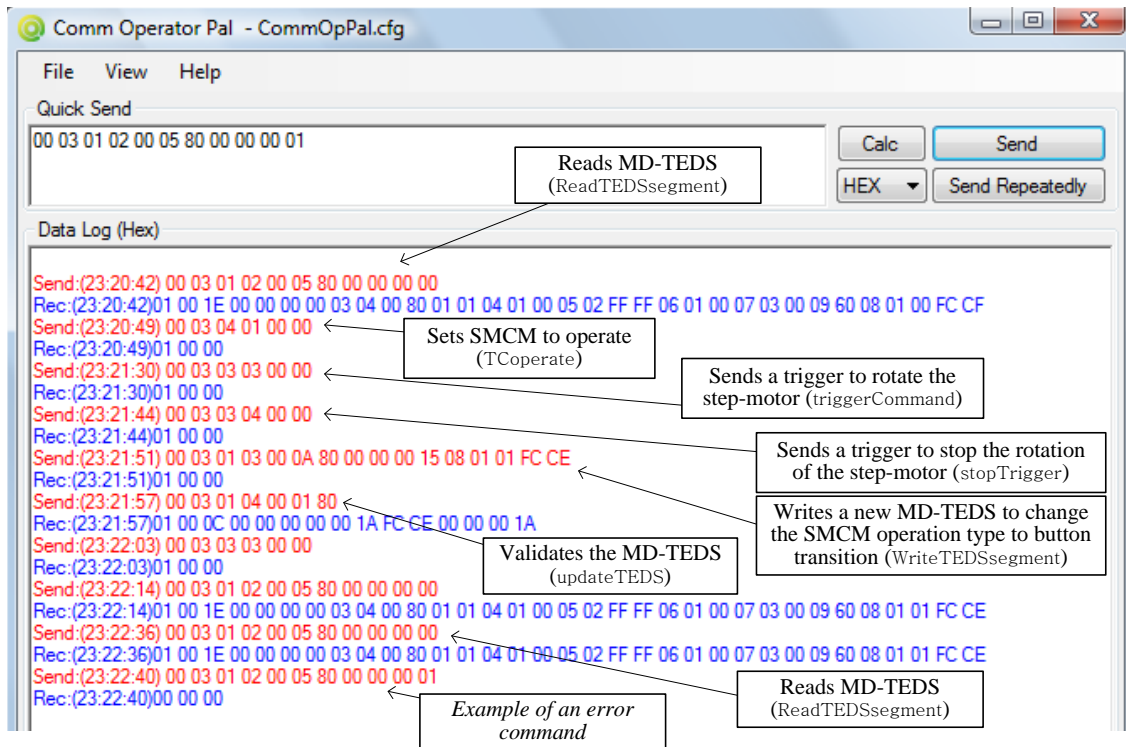 Comm Operator Pal - CommOpPal.cfg
File View Help
Quick Send
00 03 01 02 00 05 80 00 00 00 01
Calc
Send
HEX
Send Repeatedly
Reads MD-TEDS
(ReadTEDSsegment)
Data Log (Hex)
Send:(23:20:42) 00 03 01 02 00 05 80 00 00 00 00
Rec:(23:20:42)01 00 1E 00 00 00 00 03 04 00 80 01 01 04 01 00 05 02 FF FF 06 01 00 07 03 00 09 60 08 01 00 FC CF
Send:(23:20:49) 00 03 04 01 00 00
Rec:(23:20:49)01 00 00
Sets SMCM to operate
(TCoperate)
Send:(23:21:30) 00 03 03 03 00 00
Rec:(23:21:30)01 00 00
Sends a trigger to rotate the
step-motor (triggerCommand)
Send:(23:21:44) 00 03 03 04 00 00
Rec:(23:21:44)01 00 00
Sends a trigger to stop the rotation
of the step-motor (stopTrigger)
Send:(23:21:51) 00 03 01 03 00 0A 80 00 00 00 00 15 08 01 01 FC CE
Rec:(23:21:51)01 00 00
Writes a new MD-TEDS to change
the SMCM operation type to button
transition (WriteTEDSsegment)
Send:(23:21:57) 00 03 01 04 00 01 80
Rec:(23:21:57)01 00 0C 00 00 00 00 00 1A FC CE 00 00 00 1A
Validates the MD-TEDS
(updateTEDS)
Send:(23:22:03) 00 03 03 03 00 00
Rec:(23:22:03)01 00 00
Send:(23:22:14) 00 03 01 02 00 05 80 00 00 00 00
Rec:(23:22:14)01 00 1E 00 00 00 00 03 04 00 80 01 01 04 01 00 05 02 FF FF 06 01 00 07 03 00 09 60 08 01 01 FC CE
Send:(23:22:36) 00 03 01 02 00 05 80 00 00 00 00
Rec:(23:22:36)01 00 1E 00 00 00 00 03 04 00 80 01 01 04 01 00 05 02 FF FF 06 01 00 07 03 00 09 60 08 01 01 FC CE
Send:(23:22:40) 00 03 01 02 00 05 80 00 00 00 01
Rec:(23:22:40)00 00 00
Reads MD-TEDS
(ReadTEDSsegment)
Example of an error
command